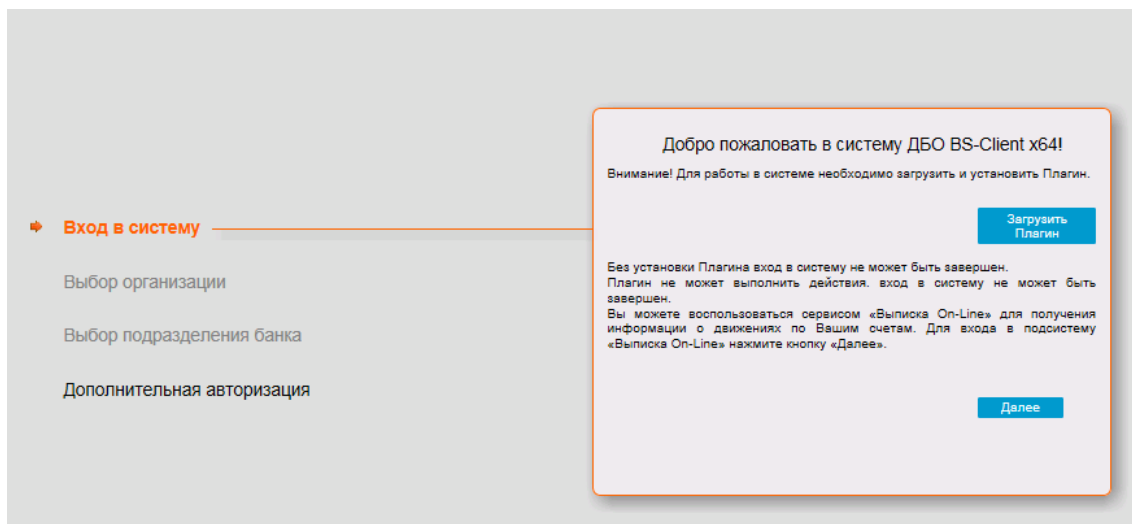 Добро пожаловать в систему ДБО BS-Client x64!
Внимание! Для работы в системе необходимо загрузить и установить Плагин.
Вход в систему
Загрузить
Плагин
Выбор организации
Без установки Плагина вход в систему не может быть завершен.
Плагин не может выполнить действия. вход в систему не может быть
завершен.
Вы можете воспользоваться сервисом «Выписка On-Line» для получения
информации о движениях по Вашим счетам. Для входа в подсистему
«Выписка On-Line» нажмите кнопку «Далее».
Выбор подразделения банка
Дополнительная авторизация
Далее